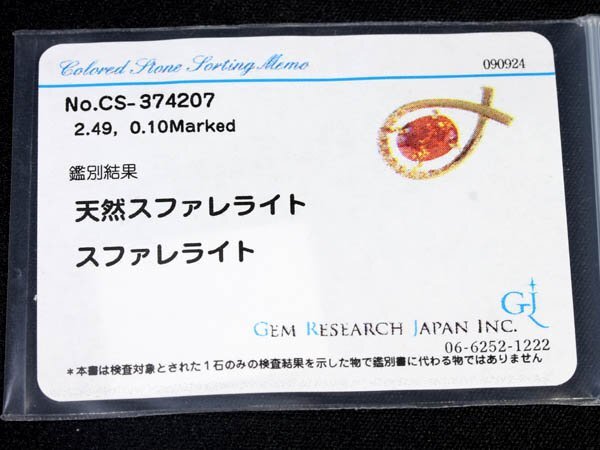 Colored Stone Sorting Memo
090924
No.CS-374207
2.49, 0.10Marked
鑑別結果
天然スファレライト
スファレライト
GJ
GEM RESEARCH JAPAN INC.
06-6252-1222
*本書は検査対象とされた1石のみの検査結果を示した物で鑑別書に代わる物ではありません